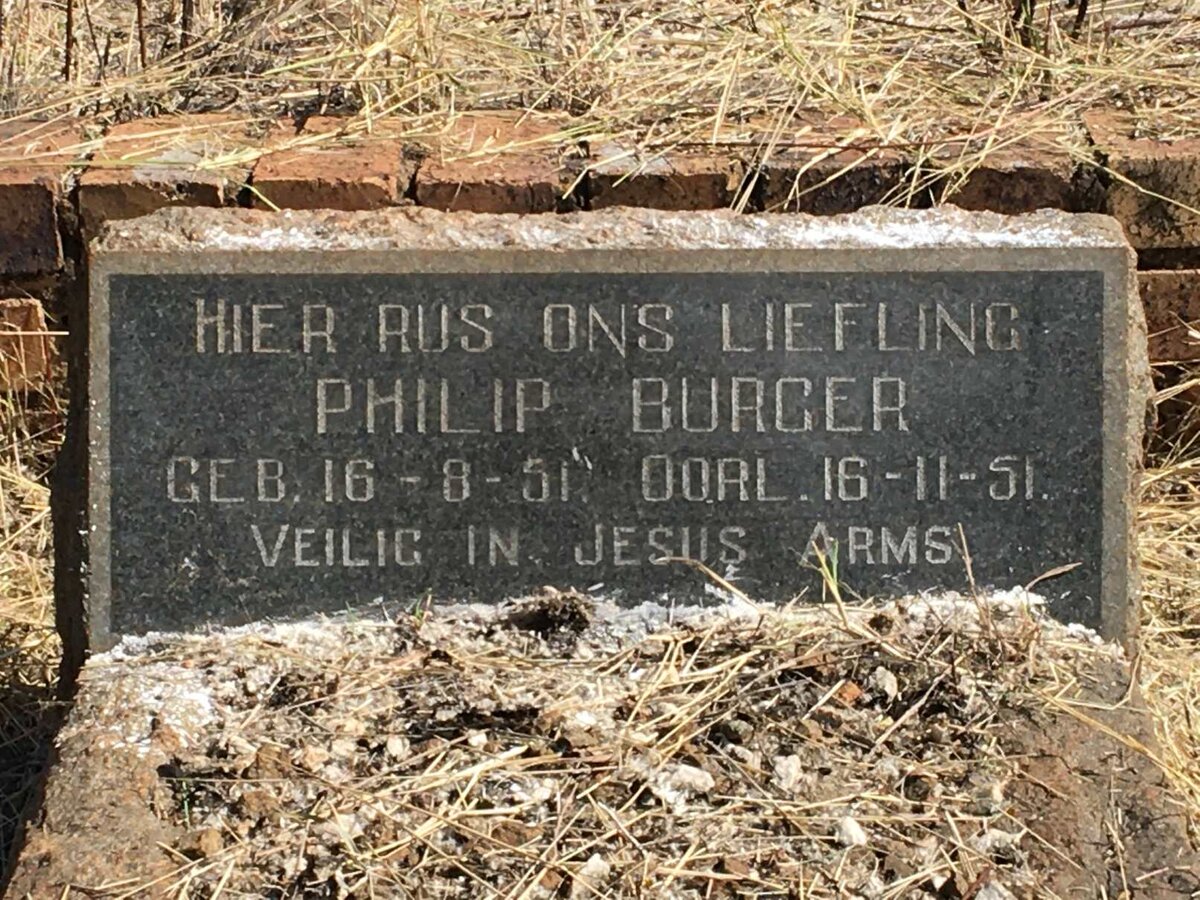 HIER RUS ONS LIEFLING
PHILIP BURGER
GEB. 16-8-51. OORL. 16-11-51.
VEILIG IN JESUS ARMS